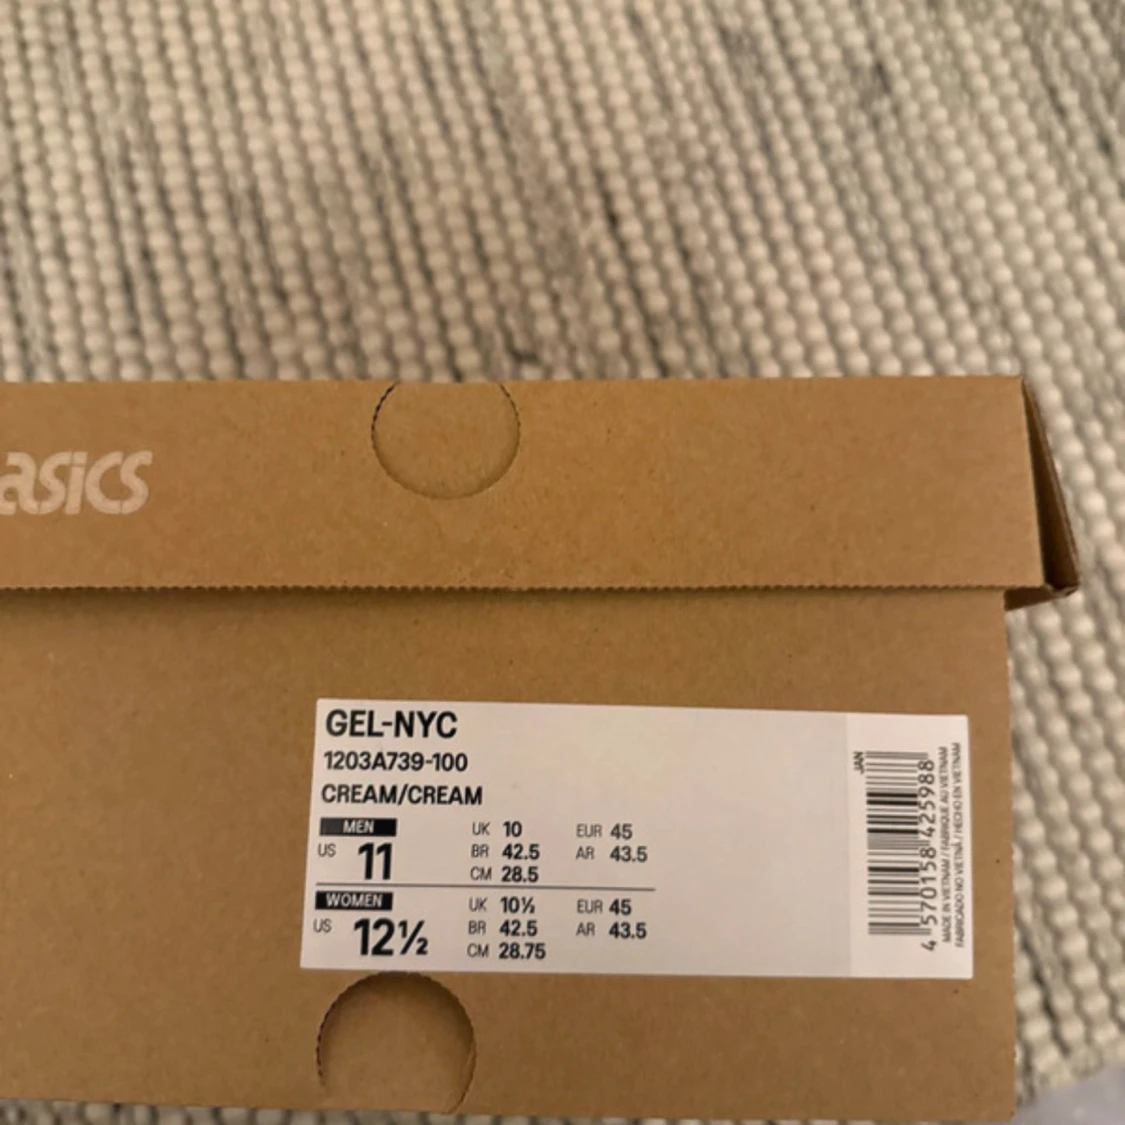 asics
GEL-NYC
1203A739-100
CREAM/CREAM
MEN
US 11
UK 10 EUR 45
BR 42.5 AR 43.5
CM 28.5
WOMEN
US 12½
UK 10½ EUR 45
BR 42.5 AR 43.5
CM 28.75
JAN
4 570158 425988
MADE IN VIETNAM / FABRIQUÉ AU VIETNAM
FABRICADO NO VIETNÃ / HECHO EN VIETNAM